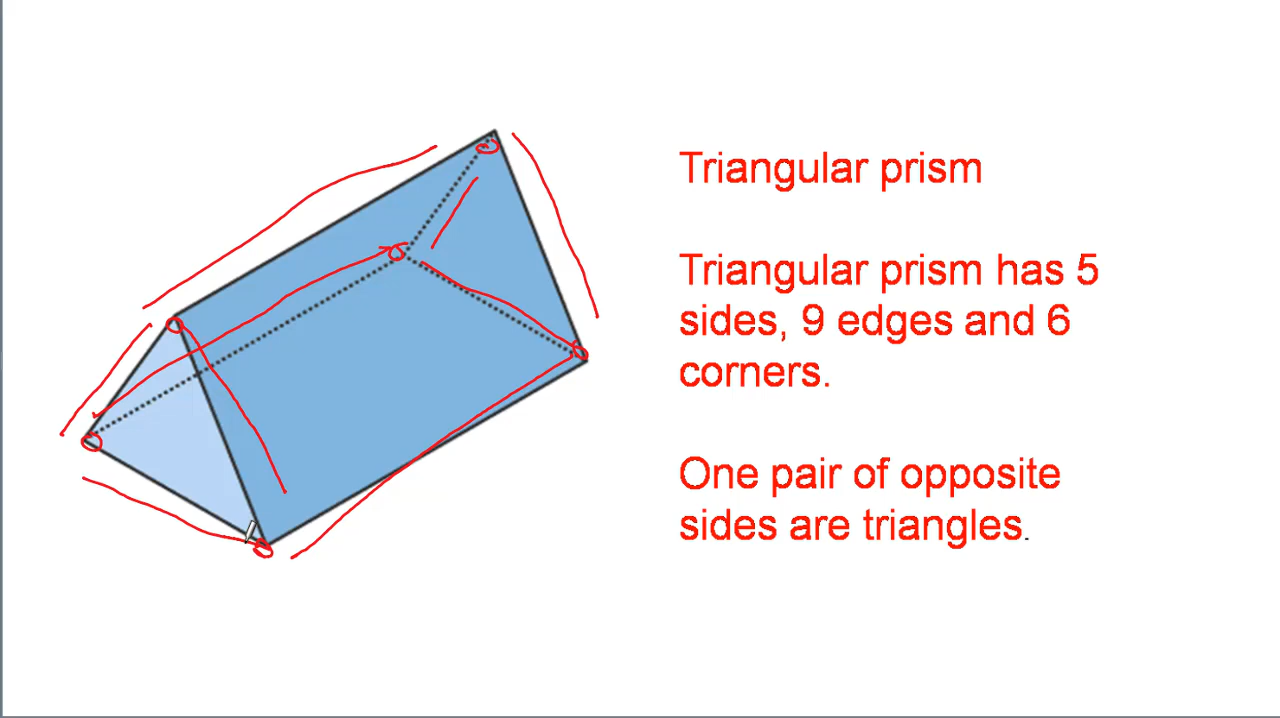 Triangular prism
Triangular prism has 5
sides, 9 edges and 6
corners.
One pair of opposite
sides are triangles.